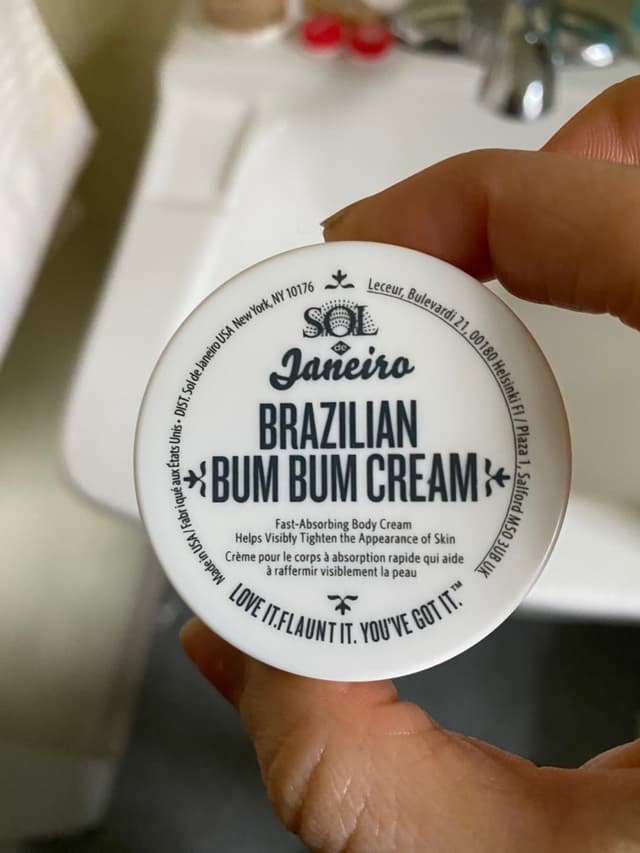 SOL
de
Janeiro
BRAZILIAN
BUM BUM CREAM
Fast-Absorbing Body Cream
Helps Visibly Tighten the Appearance of Skin
Crème pour le corps à absorption rapide qui aide
à raffermir visiblement la peau
LOVE IT.FLAUNT IT. YOU'VE GOT IT.™
Made in USA / Fabriqué aux États Unis • DIST. Sol de Janeiro USA New York, NY 10176
Leceur, Bulevardi 21, 00180 Helsinki FI / Plaza 1, Salford M50 3UB UK